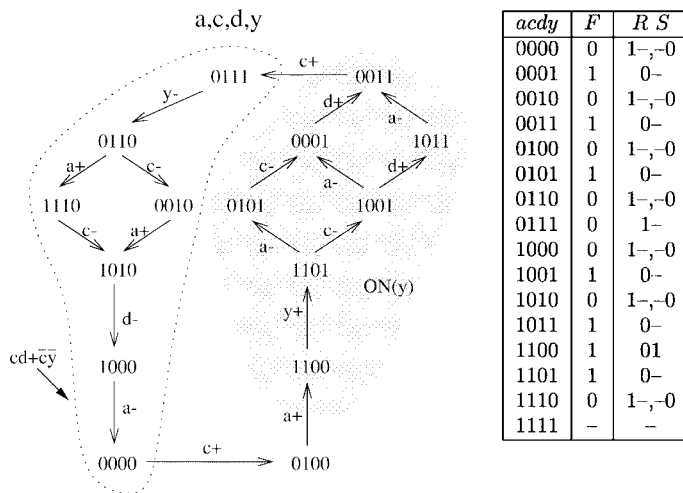 a,c,d,y
c+
0111
0011
y-
d+
a-
0110
0001
1011
a+
c-
c-
a-
d+
1110
0010
0101
1001
c-
a+
a-
c-
1010
1101
ON(y)
d-
y+
cd+c̅y̅
1000
1100
a-
a+
0000
c+
0100
acdy F R S
0000 0 1–,–0
0001 1 0–
0010 0 1–,–0
0011 1 0–
0100 0 1–,–0
0101 1 0–
0110 0 1–,–0
0111 0 1–
1000 0 1–,–0
1001 1 0–
1010 0 1–,–0
1011 1 0–
1100 1 01
1101 1 0–
1110 0 1–,–0
1111 – –